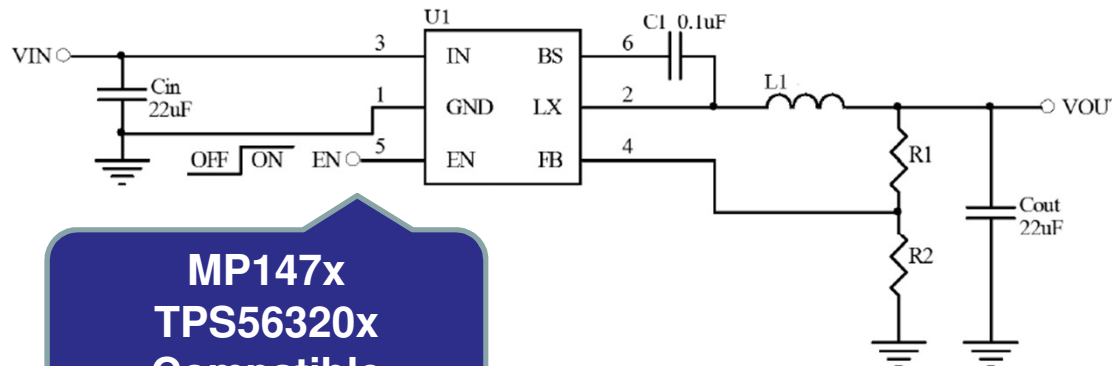 U1
C1 0.1uF
VIN
3
IN
BS
6
Cin
22uF
1
GND
LX
2
L1
VOUT
OFF
ON
EN
5
EN
FB
4
R1
R2
Cout
22uF
MP147x
TPS56320x
Compatible